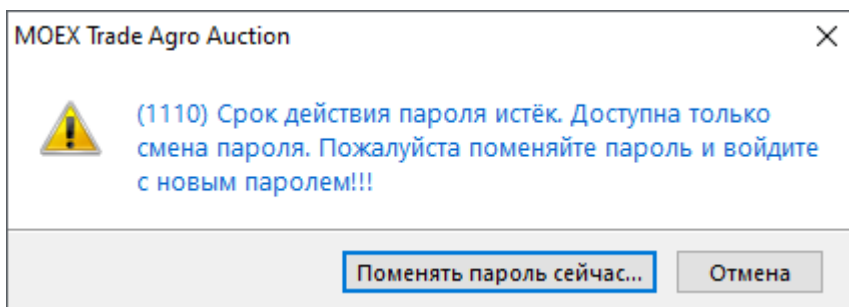 MOEX Trade Agro Auction
(1110) Срок действия пароля истёк. Доступна только
смена пароля. Пожалуйста поменяйте пароль и войдите
с новым паролем!!!
Поменять пароль сейчас...
Отмена